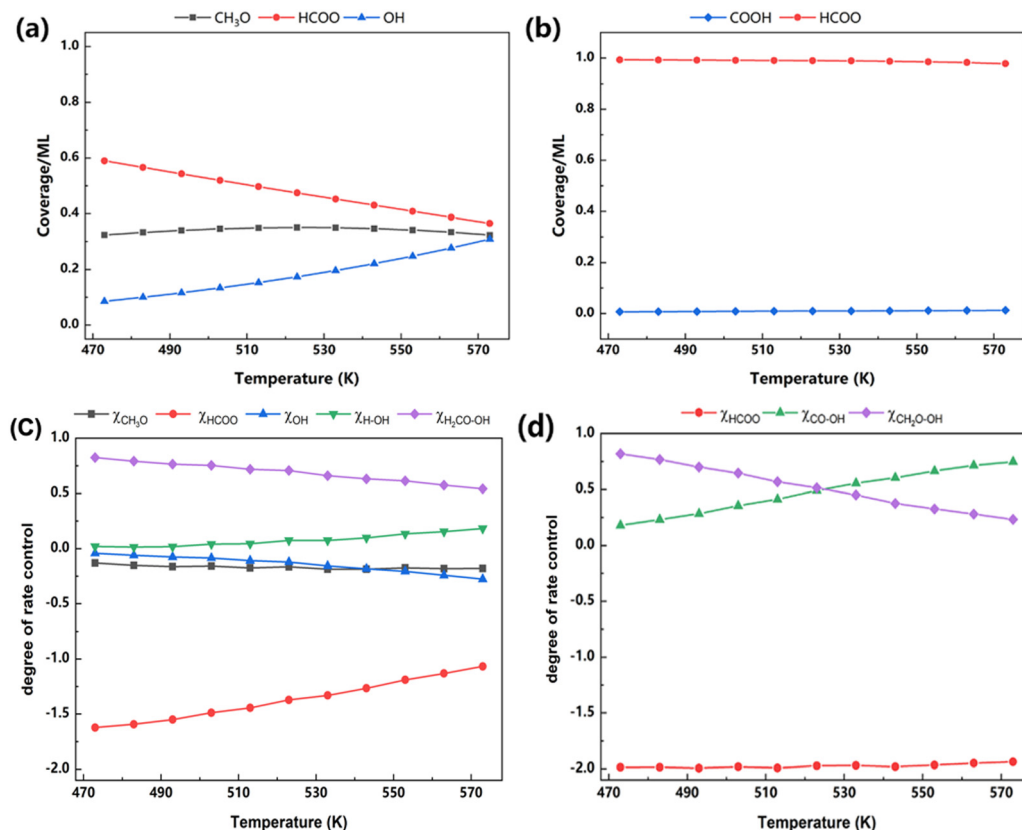 (a)
CH₃O HCOO OH
1.0
0.8
0.6
0.4
0.2
0.0
Coverage/ML
470 490 510 530 550 570
Temperature (K)
(b)
COOH HCOO
1.0
0.8
0.6
0.4
0.2
0.0
Coverage/ML
470 490 510 530 550 570
Temperature (K)
(C)
χCH₃O χHCOO χOH χH-OH χH₂CO-OH
1.0
0.5
0.0
-0.5
-1.0
-1.5
-2.0
degree of rate control
470 490 510 530 550 570
Temperature (K)
(d)
χHCOO χCO-OH χCH₂O-OH
1.0
0.5
0.0
-0.5
-1.0
-1.5
-2.0
degree of rate control
470 490 510 530 550 570
Temperature (K)